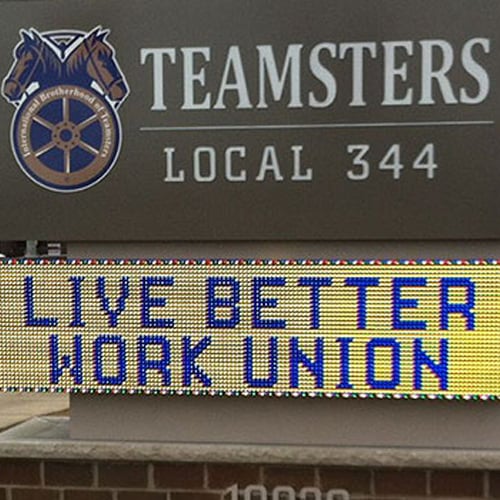 TEAMSTERS
LOCAL 344
International Brotherhood of Teamsters
LIVE BETTER
WORK UNION